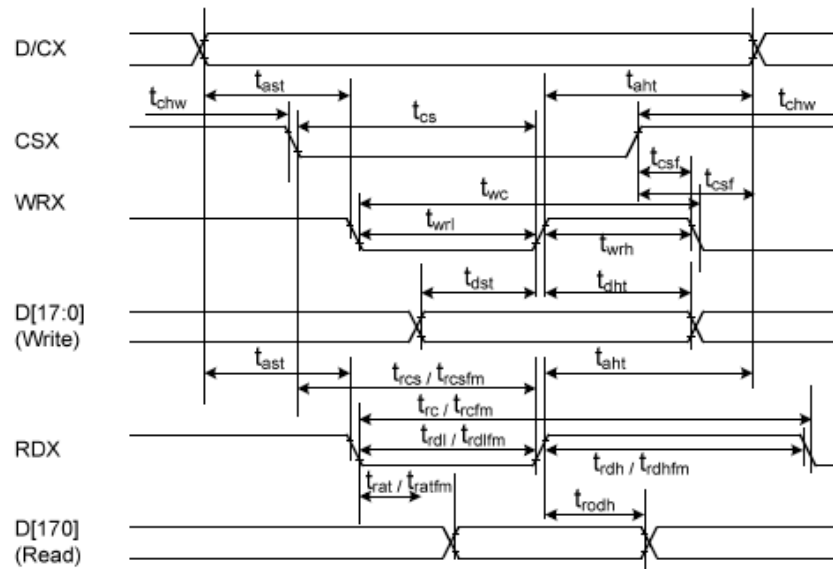 D/CX
t_ast t_aht
t_chw t_chw
t_cs
CSX
t_csf
t_csf
WRX
t_wc
t_wrl
t_wrh
t_dst t_dht
D[17:0]
(Write)
t_ast t_aht
t_rcs / t_rcsfm
t_rc / t_rcfm
RDX
t_rdl / t_rdlfm
t_rdh / t_rdhfm
t_rat / t_ratfm
t_rodh
D[170]
(Read)